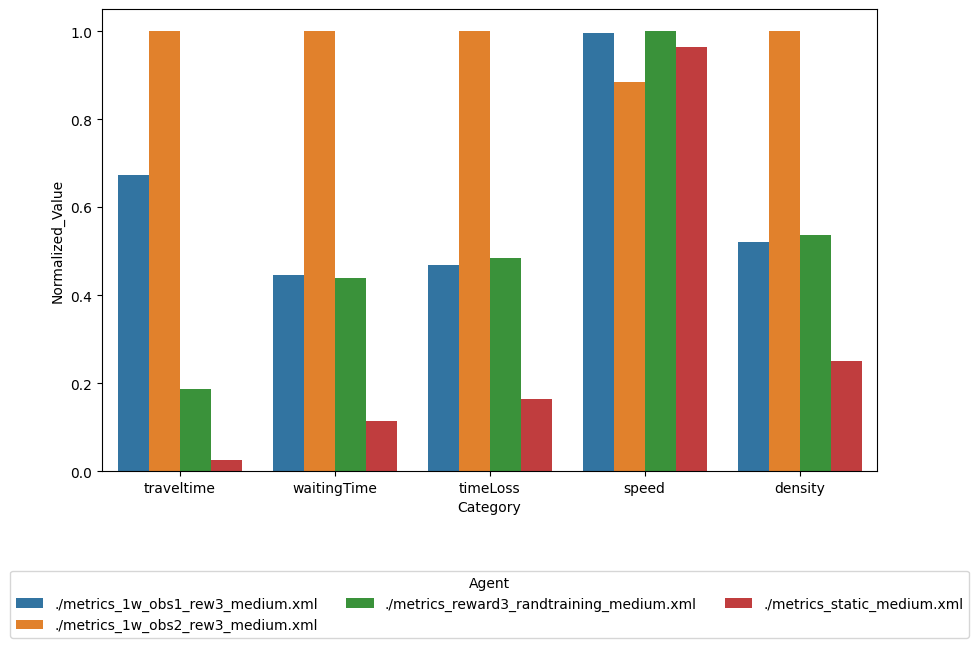 1.0
0.8
0.6
0.4
0.2
0.0
Normalized_Value
traveltime waitingTime timeLoss speed density
Category
Agent
./metrics_1w_obs1_rew3_medium.xml ./metrics_reward3_randtraining_medium.xml ./metrics_static_medium.xml
./metrics_1w_obs2_rew3_medium.xml